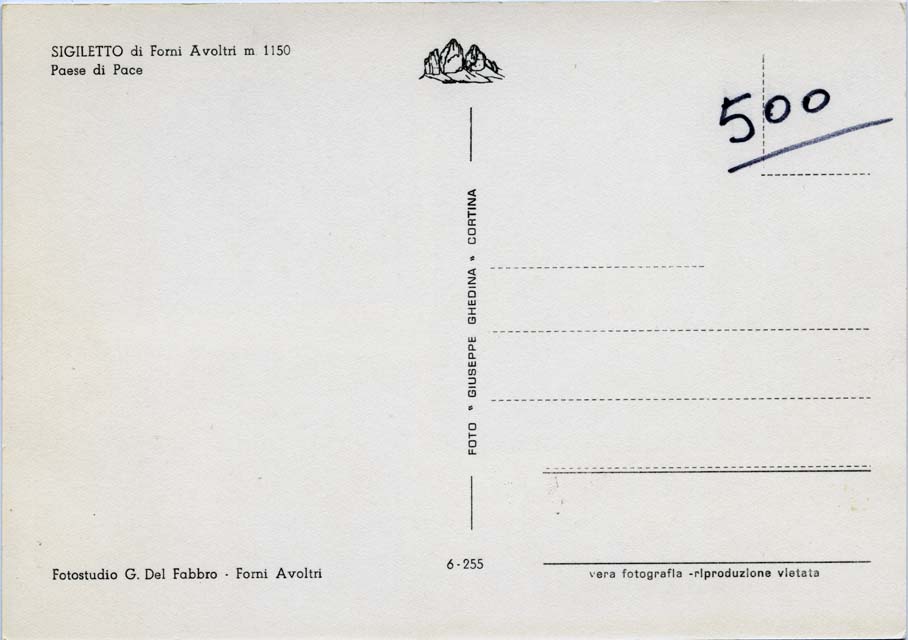 SIGILETTO di Forni Avoltri m 1150
Paese di Pace
500
FOTO « GIUSEPPE GHEDINA » CORTINA
Fotostudio G. Del Fabbro - Forni Avoltri
6-255
vera fotografia -riproduzione vietata